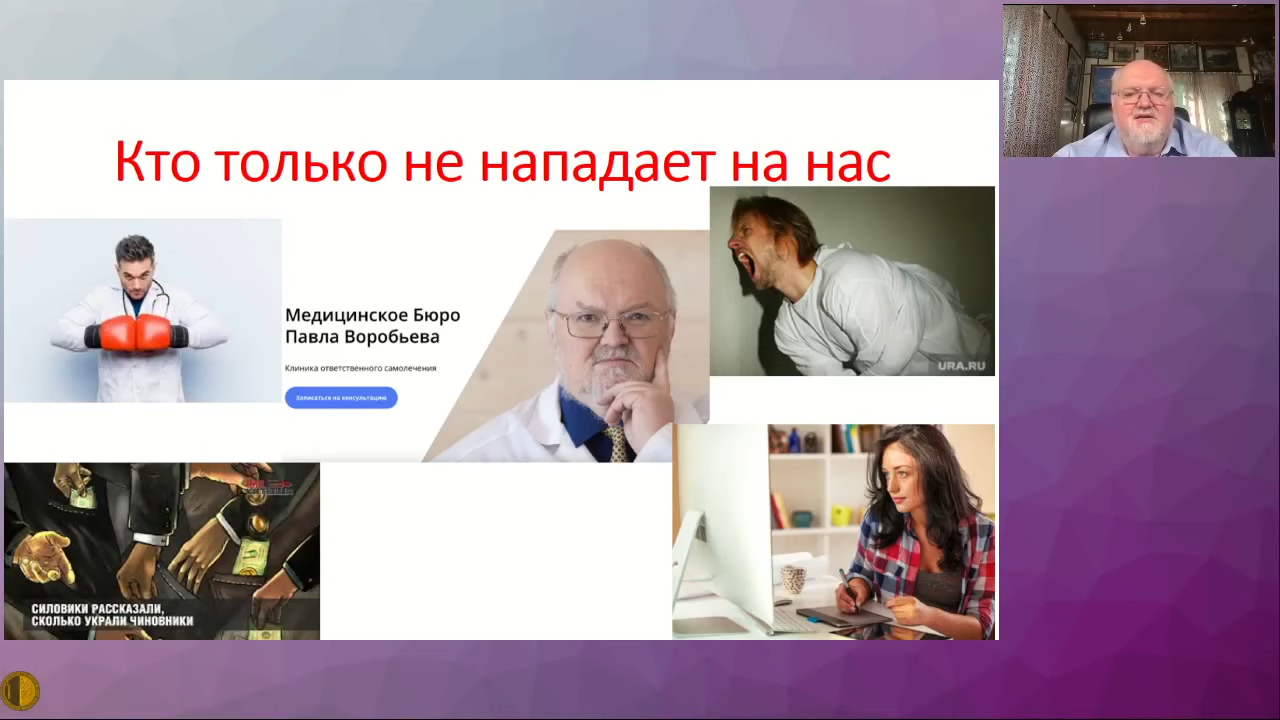 Кто только не нападает на нас
Медицинское Бюро
Павла Воробьева
Клиника ответственного самолечения
Записаться на консультацию
URA.RU
СИЛОВИКИ РАССКАЗАЛИ,
СКОЛЬКО УКРАЛИ ЧИНОВНИКИ